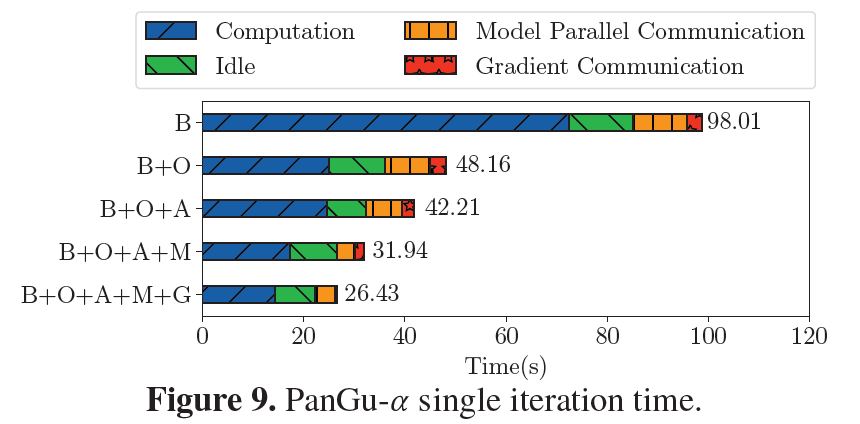 Computation
Model Parallel Communication
Idle
Gradient Communication
B
98.01
B+O
48.16
B+O+A
42.21
B+O+A+M
31.94
B+O+A+M+G
26.43
0 20 40 60 80 100 120
Time(s)
Figure 9. PanGu-α single iteration time.